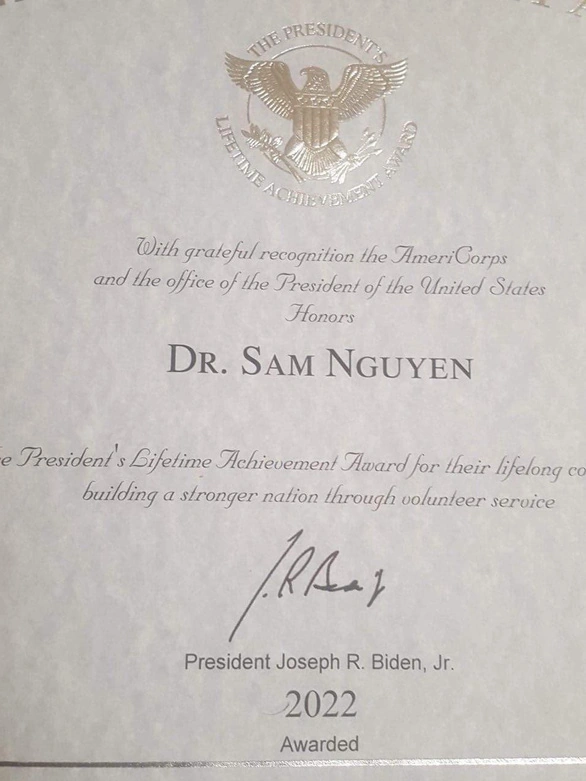 THE PRESIDENT'S
LIFETIME ACHIEVEMENT AWARD
With grateful recognition the AmeriCorps
and the office of the President of the United States
Honors
DR. SAM NGUYEN
President's Lifetime Achievement Award for their lifelong
building a stronger nation through volunteer service
President Joseph R. Biden, Jr.
2022
Awarded